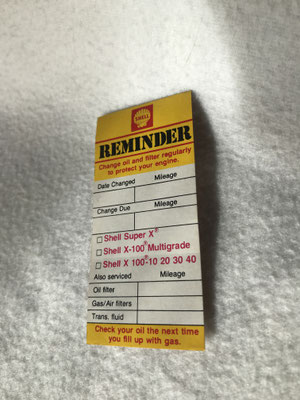 SHELL
REMINDER
Change oil and filter regularly
to protect your engine.
Date Changed Mileage
Change Due Mileage
Shell Super X®
Shell X-100® Multigrade
Shell X 100®-10 20 30 40
Also serviced Mileage
Oil filter
Gas/Air filters
Trans. fluid
Check your oil the next time
you fill up with gas.